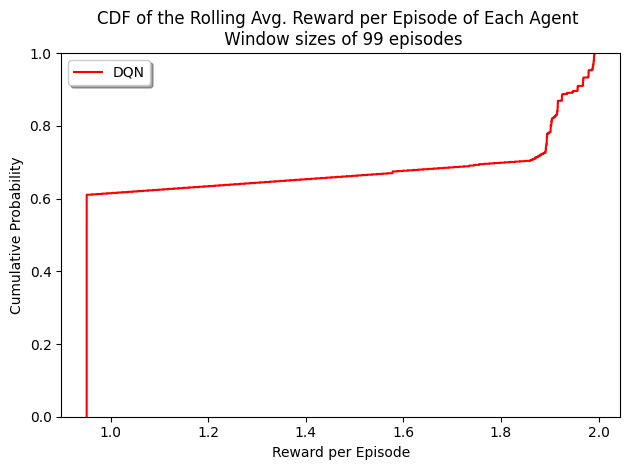 CDF of the Rolling Avg. Reward per Episode of Each Agent
Window sizes of 99 episodes
DQN
Cumulative Probability
1.0
0.8
0.6
0.4
0.2
0.0
1.0 1.2 1.4 1.6 1.8 2.0
Reward per Episode